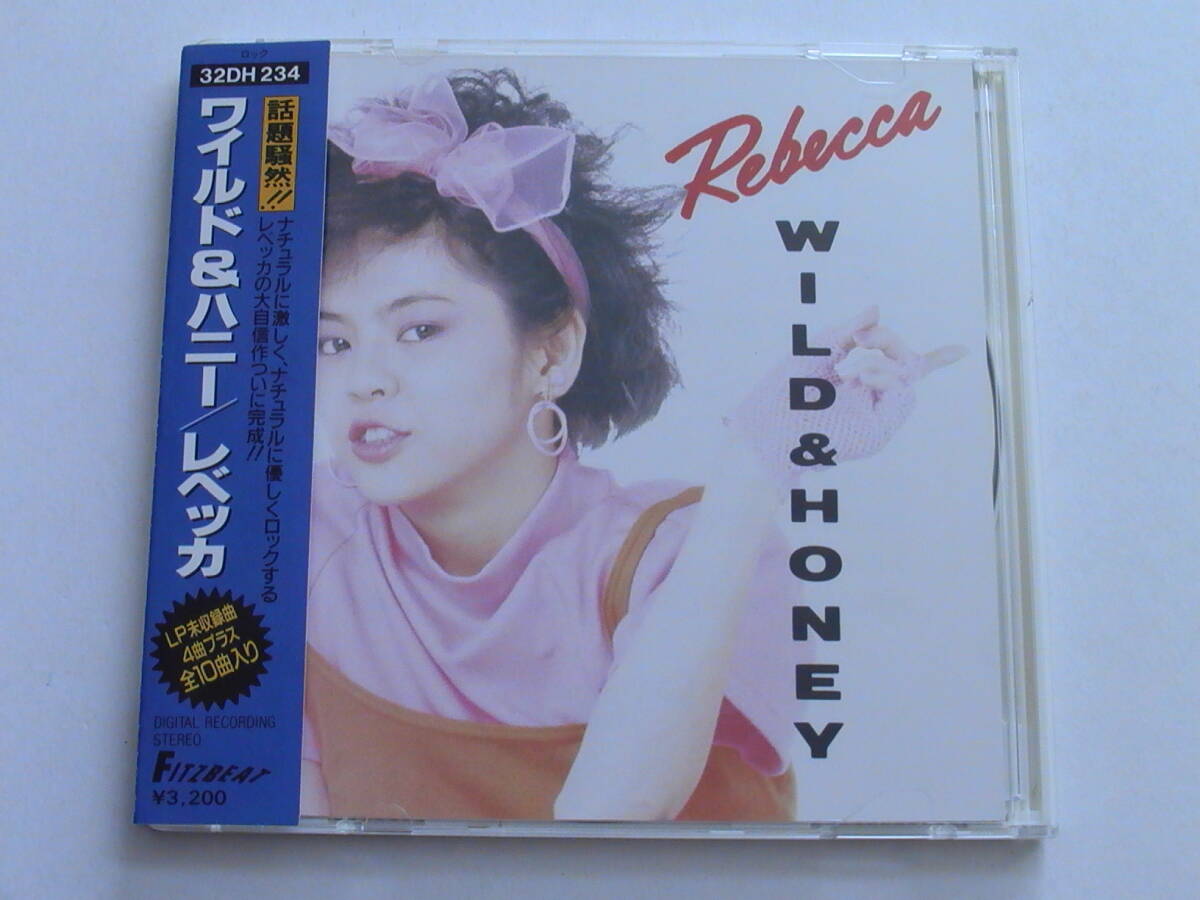 ロック
32DH 234
ワイルド&ハニー/レベッカ
話題騒然!!
ナチュラルに激しく、ナチュラルに優しくロックする
レベッカの大自信作ついに完成!!
LP未収録曲
4曲プラス
全10曲入り
DIGITAL RECORDING
STEREO
FITZBEAT
¥3,200
Rebecca
WILD&HONEY